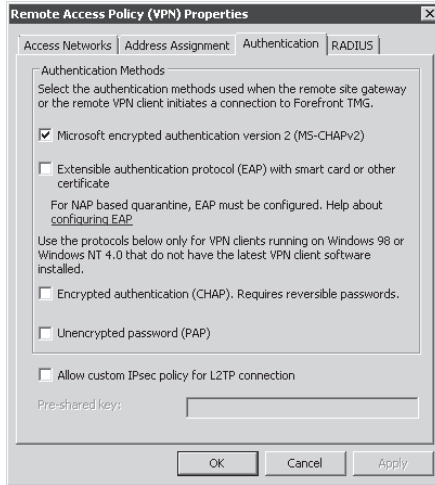 Remote Access Policy (VPN) Properties
Access Networks
Address Assignment
Authentication
RADIUS
Authentication Methods
Select the authentication methods used when the remote site gateway
or the remote VPN client initiates a connection to Forefront TMG.
Microsoft encrypted authentication version 2 (MS-CHAPv2)
Extensible authentication protocol (EAP) with smart card or other
certificate
For NAP based quarantine, EAP must be configured. Help about
configuring EAP
Use the protocols below only for VPN clients running on Windows 98 or
Windows NT 4.0 that do not have the latest VPN client software
installed.
Encrypted authentication (CHAP). Requires reversible passwords.
Unencrypted password (PAP)
Allow custom IPsec policy for L2TP connection
Pre-shared key:
OK
Cancel
Apply